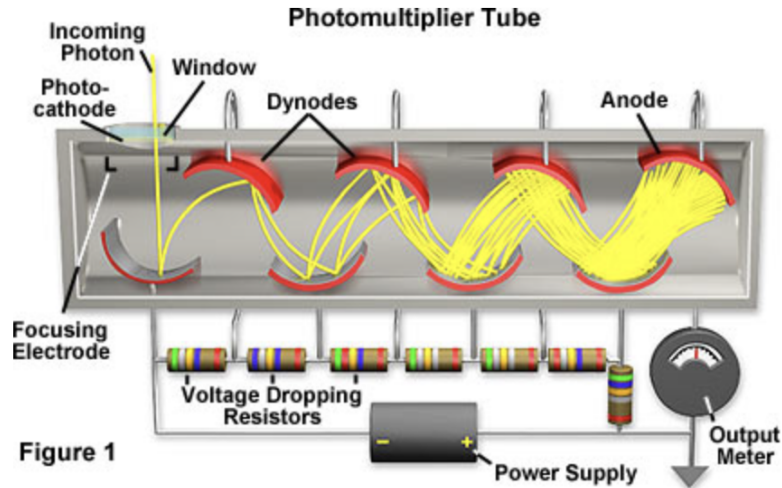 Photomultiplier Tube
Incoming
Photon
Window
Photo-
cathode
Dynodes
Anode
Focusing
Electrode
Voltage Dropping
Resistors
Figure 1
− +
Power Supply
Output
Meter